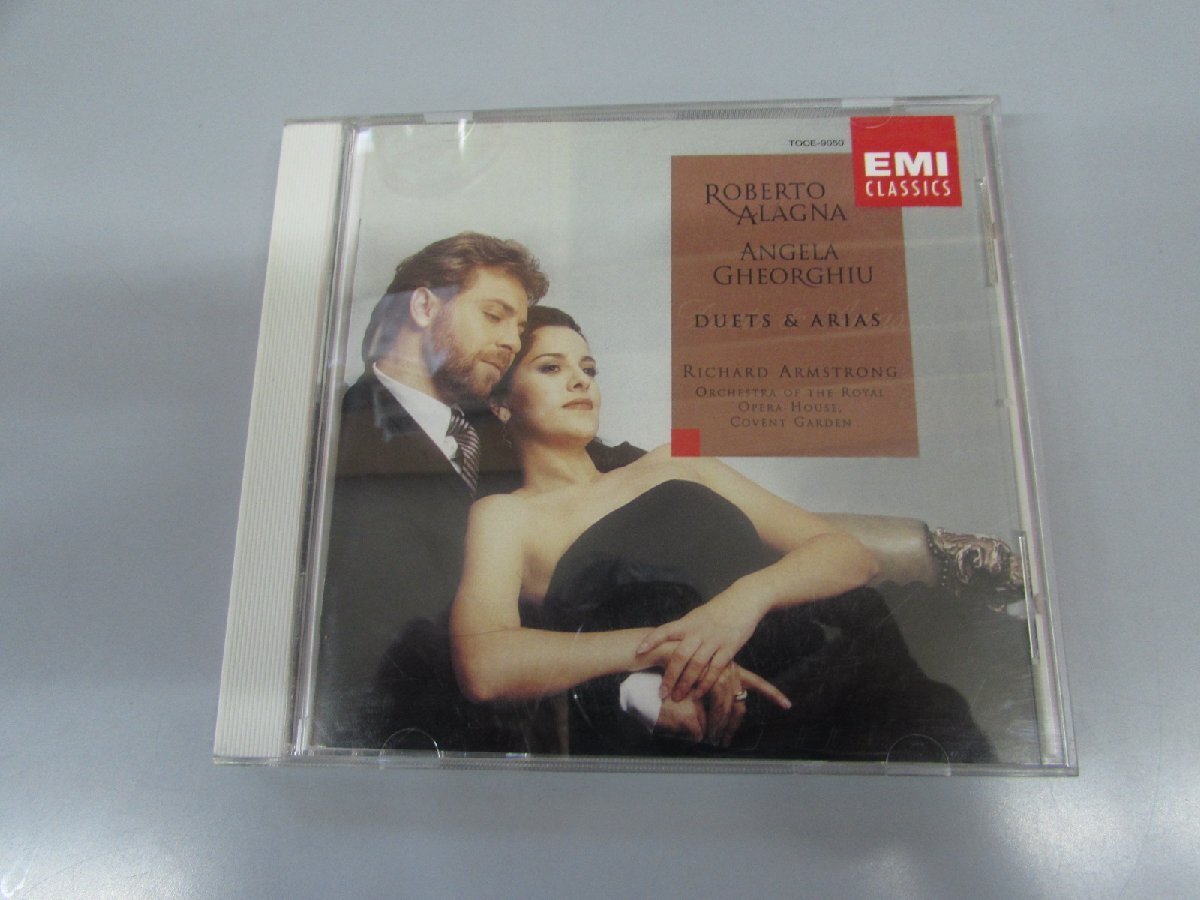 TOCE-9050
EMI
CLASSICS
ROBERTO
ALAGNA
ANGELA
GHEORGHIU
DUETS & ARIAS
RICHARD ARMSTRONG
ORCHESTRA OF THE ROYAL
OPERA HOUSE,
COVENT GARDEN